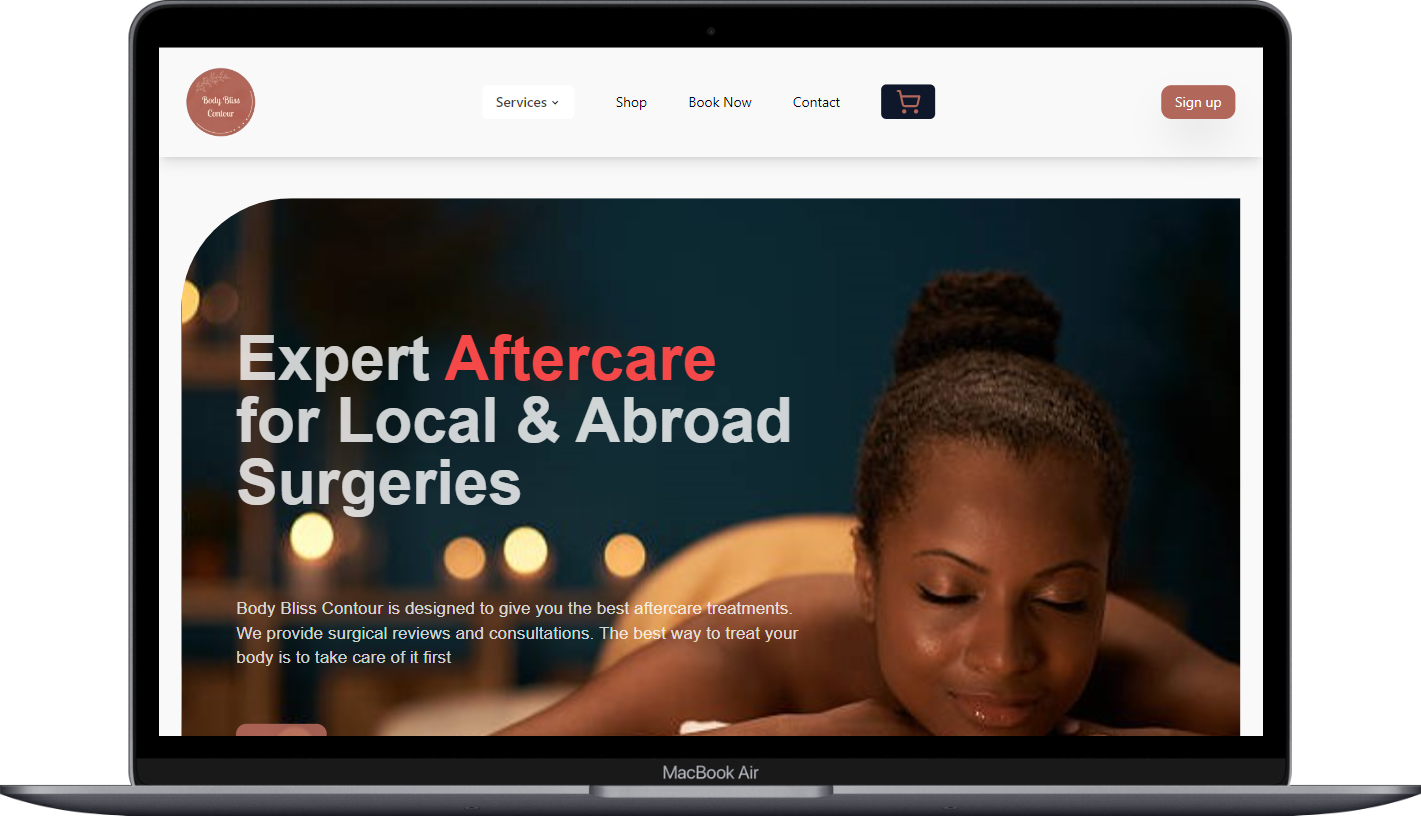 Body Bliss
Contour
Services
Shop
Book Now
Contact
Sign up
Expert Aftercare
for Local & Abroad
Surgeries
Body Bliss Contour is designed to give you the best aftercare treatments.
We provide surgical reviews and consultations. The best way to treat your
body is to take care of it first
MacBook Air